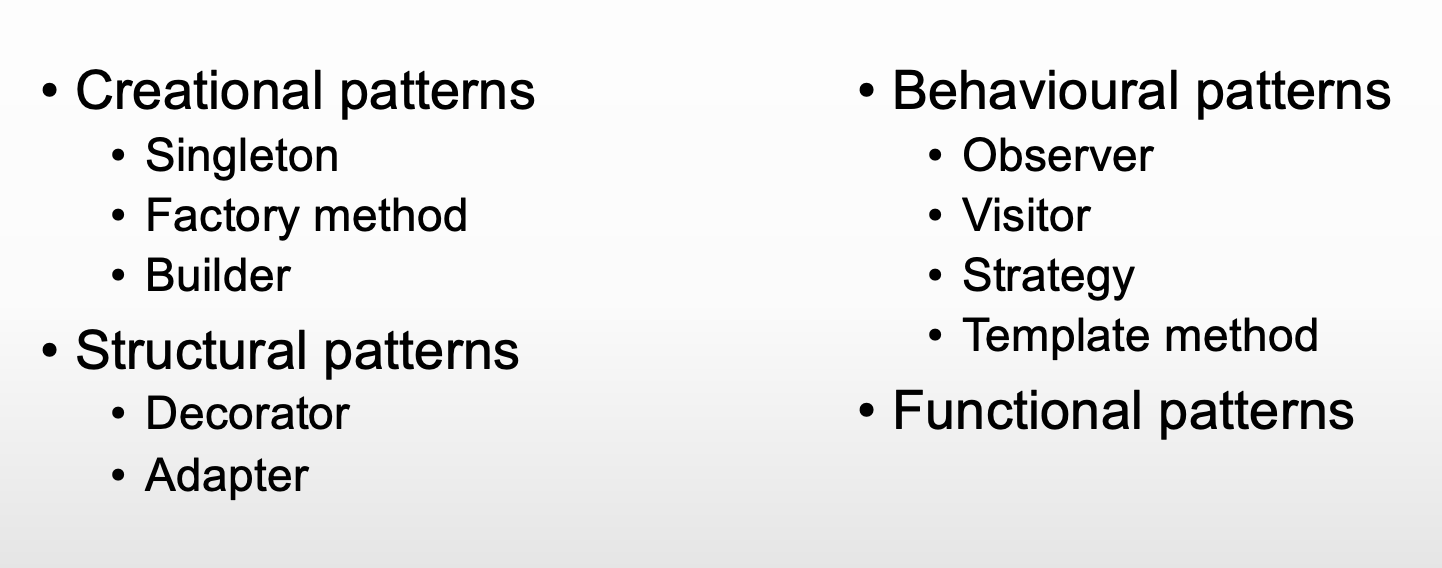 • Creational patterns
• Singleton
• Factory method
• Builder
• Structural patterns
• Decorator
• Adapter
• Behavioural patterns
• Observer
• Visitor
• Strategy
• Template method
• Functional patterns